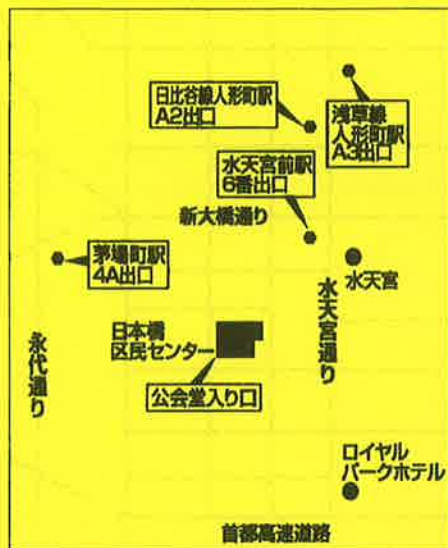 日比谷線人形町駅
A2出口
浅草線
人形町駅
A3出口
水天宮前駅
6番出口
新大橋通り
茅場町駅
4A出口
水天宮
水天宮通り
日本橋
区民センター
永代通り
公会堂入り口
ロイヤル
パークホテル
首都高速道路